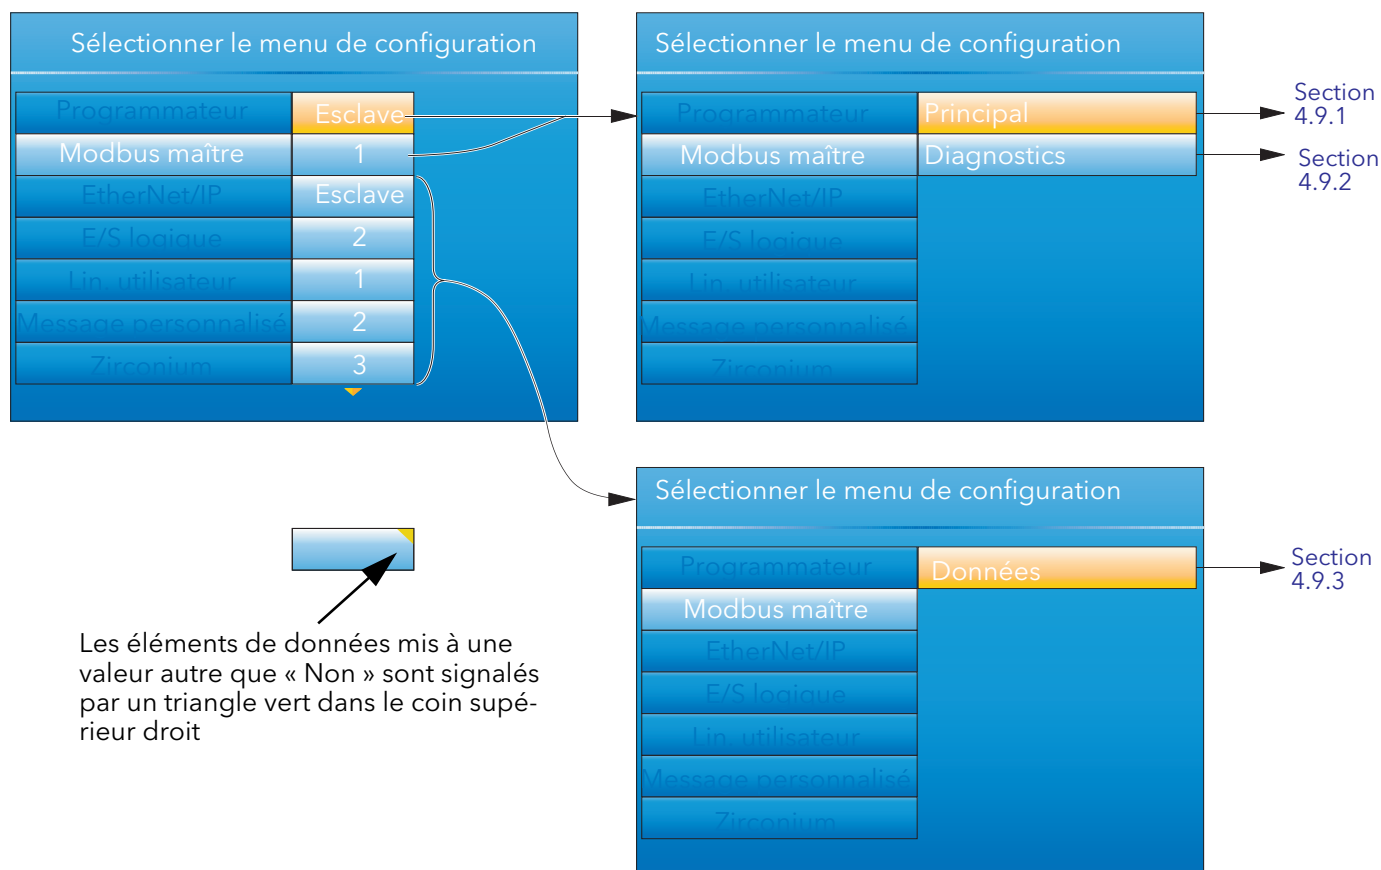 Sélectionner le menu de configuration
Programmateur
Esclave
Modbus maître
1
EtherNet/IP
Esclave
E/S logique
2
Lin. utilisateur
1
Message personnalisé
2
Zirconium
3
Sélectionner le menu de configuration
Programmateur
Principal
Modbus maître
Diagnostics
EtherNet/IP
E/S logique
Lin. utilisateur
Message personnalisé
Zirconium
Section
4.9.1
Section
4.9.2
Sélectionner le menu de configuration
Programmateur
Données
Modbus maître
EtherNet/IP
E/S logique
Lin. utilisateur
Message personnalisé
Zirconium
Section
4.9.3
Les éléments de données mis à une
valeur autre que « Non » sont signalés
par un triangle vert dans le coin supé-
rieur droit